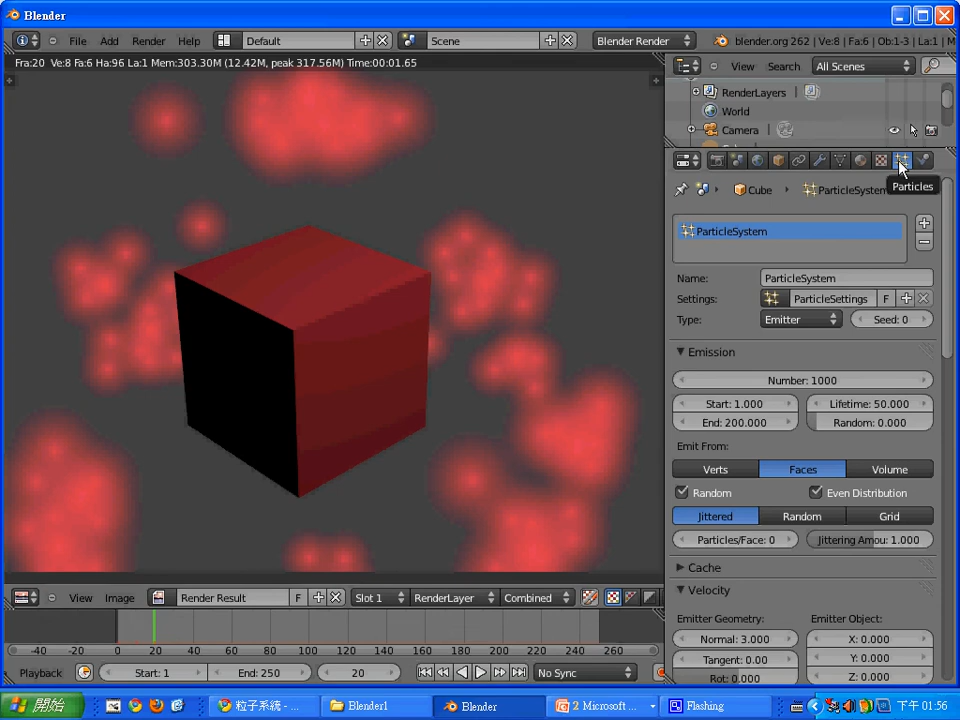 Blender
File Add Render Help Default Scene Blender Render blender.org 262 | Ve:8 | Fa:6 | Ob:1-3 | La:1 | M
Fra:20 Ve:8 Fa:6 Ha:96 La:1 Mem:303.30M (12.42M, peak 317.56M) Time:00:01.65
View Search All Scenes
RenderLayers
World
Camera
Particles
Cube ParticleSystem
ParticleSystem
Name: ParticleSystem
Settings: ParticleSettings F
Type: Emitter Seed: 0
Emission
Number: 1000
Start: 1.000 Lifetime: 50.000
End: 200.000 Random: 0.000
Emit From:
Verts Faces Volume
Random Even Distribution
Jittered Random Grid
Particles/Face: 0 Jittering Amou: 1.000
Cache
Velocity
Emitter Geometry: Emitter Object:
Normal: 3.000 X: 0.000
Tangent: 0.00 Y: 0.000
Rot: 0.000 Z: 0.000
View Image Render Result F Slot 1 RenderLayer Combined
-40 -20 0 20 40 60 80 100 120 140 160 180 200 220 240 260
Playback Start: 1 End: 250 20 No Sync
開始 粒子系統 - ... Blender1 Blender 2 Microsoft ... Flashing 下午 01:56